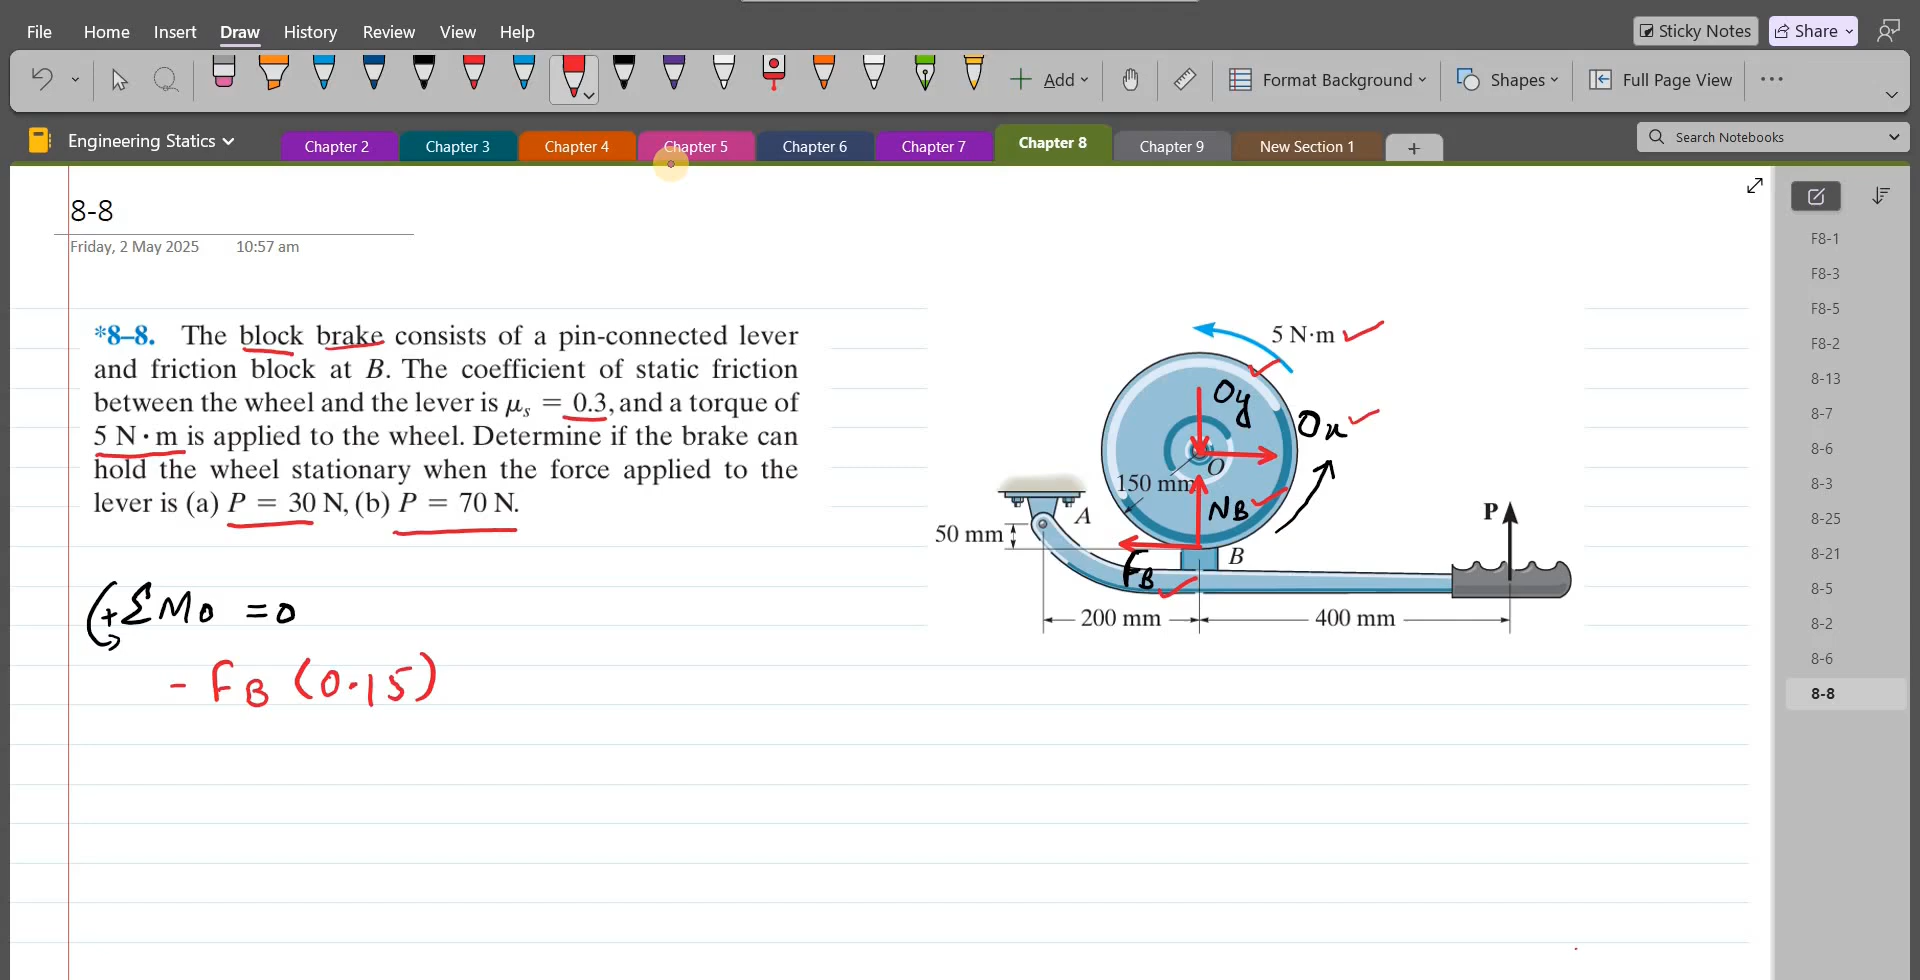 File Home Insert Draw History Review View Help
Sticky Notes Share
Add Format Background Shapes Full Page View
Engineering Statics Chapter 2 Chapter 3 Chapter 4 Chapter 5 Chapter 6 Chapter 7 Chapter 8 Chapter 9 New Section 1 + Search Notebooks
8-8
Friday, 2 May 2025 10:57 am
*8–8. The block brake consists of a pin-connected lever
and friction block at B. The coefficient of static friction
between the wheel and the lever is μs = 0.3, and a torque of
5 N·m is applied to the wheel. Determine if the brake can
hold the wheel stationary when the force applied to the
lever is (a) P = 30 N, (b) P = 70 N.
(+ΣMo = 0
- FB (0.15)
5 N·m
Oy
Ox
O
150 mm
NB
A
P
50 mm
B
FB
200 mm
400 mm
F8-1
F8-3
F8-5
F8-2
8-13
8-7
8-6
8-3
8-25
8-21
8-5
8-2
8-6
8-8